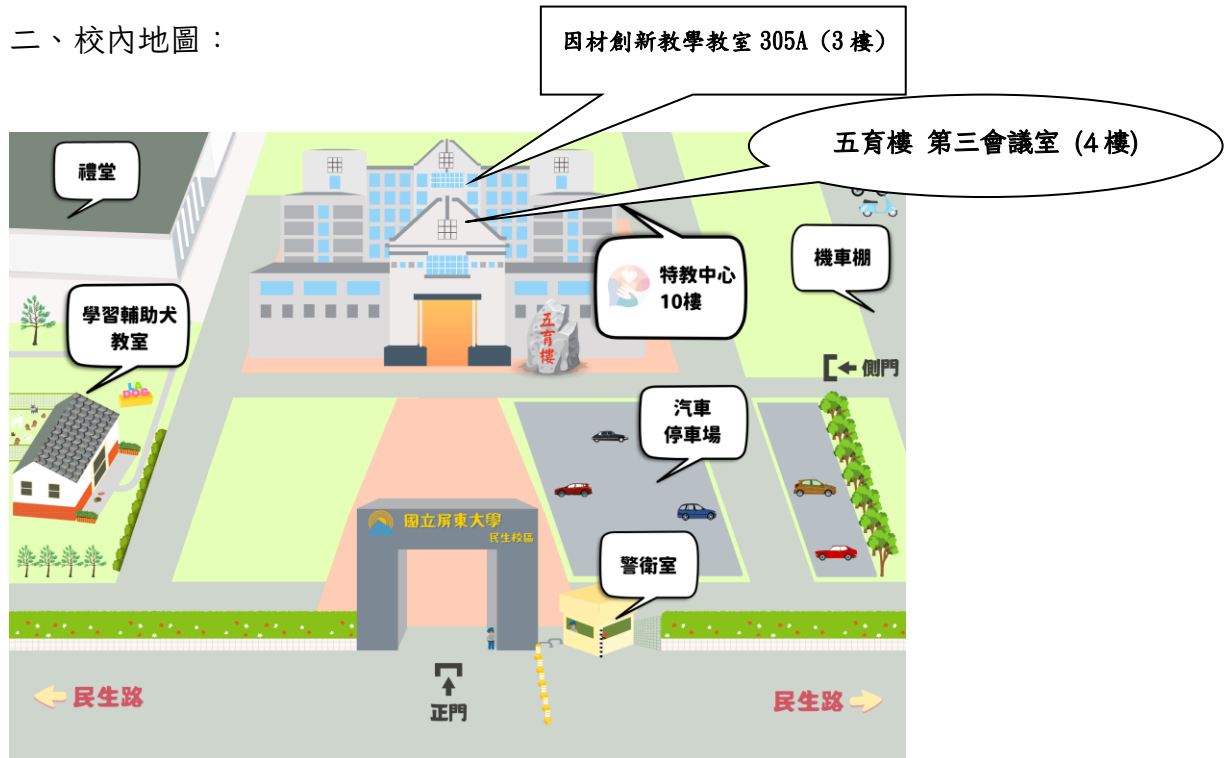 二、校內地圖：
因材創新教學教室 305A（3 樓）
五育樓 第三會議室 (4 樓)
禮堂
機車棚
特教中心
10樓
學習輔助犬
教室
五育樓
側門
LA
DOG
汽車
停車場
國立屏東大學
民生校區
警衛室
民生路
正門
民生路